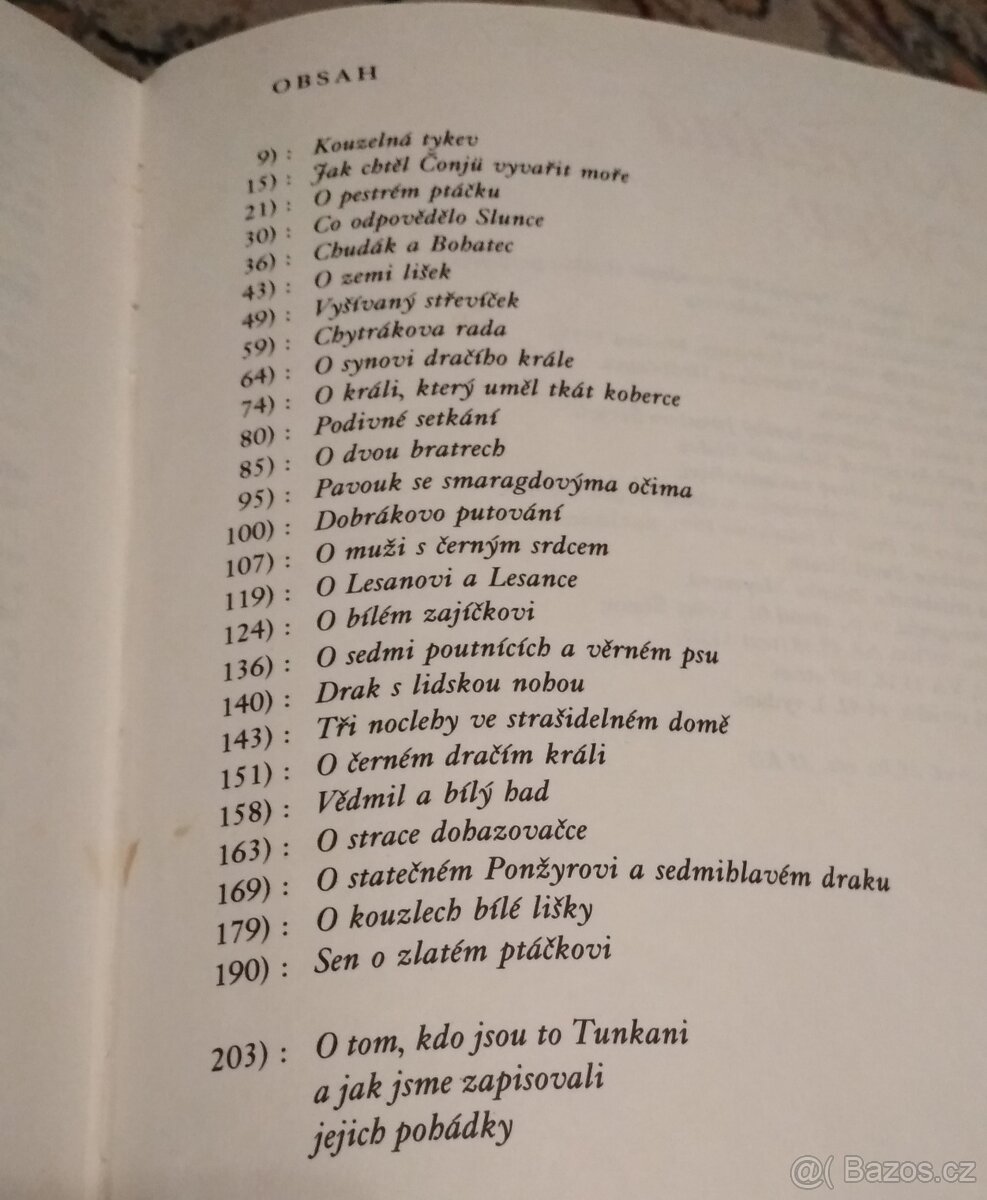 OBSAH
9) : Kouzelná tykev
15) : Jak chtěl Čonjü vyvařit moře
21) : O pestrém ptáčku
30) : Co odpovědělo Slunce
36) : Chudák a Bohatec
43) : O zemi lišek
49) : Vyšívaný střevíček
59) : Chytrákova rada
64) : O synovi dračího krále
74) : O králi, který uměl tkát koberce
80) : Podivné setkání
85) : O dvou bratrech
95) : Pavouk se smaragdovýma očima
100) : Dobrákovo putování
107) : O muži s černým srdcem
119) : O Lesanovi a Lesance
124) : O bílém zajíčkovi
136) : O sedmi poutnících a věrném psu
140) : Drak s lidskou nohou
143) : Tři noclehy ve strašidelném domě
151) : O černém dračím králi
158) : Vědmil a bílý had
163) : O strace dohazovačce
169) : O statečném Ponžyrovi a sedmihlavém draku
179) : O kouzlech bílé lišky
190) : Sen o zlatém ptáčkovi
203) : O tom, kdo jsou to Tunkani
a jak jsme zapisovali
jejich pohádky
@( Bazos.cz